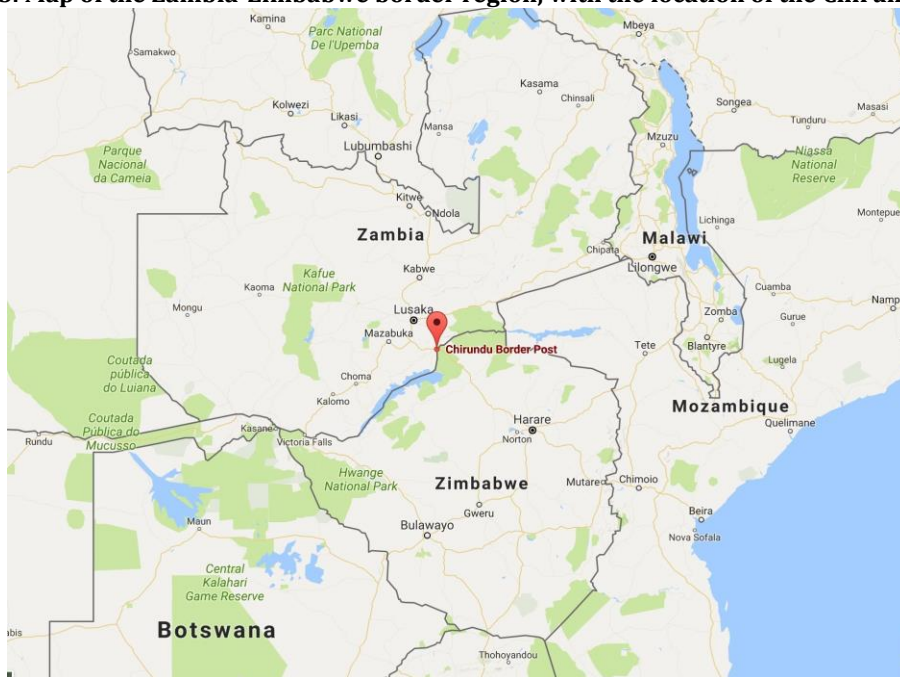 Map of the Zambia-Zimbabwe border region, with the location of the
Kamina
Parc National
De l'Upemba
Mbeya
Samakwo
Kasama
Chinsali
Songea
Masasi
Kolwezi
Likasi
Mansa
Tunduru
Lubumbashi
Mzuzu
Parque
Nacional
da Cameia
Niassa
National
Reserve
Kitwe
Ndola
Lichinga
Montepue
Zambia
Malawi
Chipata
Kafue
National Park
Kabwe
Lilongwe
Kaoma
Cuamba
Mongu
Lusaka
Zomba
Namp
Gurue
Mazabuka
Chirundu Border Post
Tete
Blantyre
Coutada
pública
do Luiana
Choma
Lugela
Kalomo
Mozambique
Coutada
Pública do
Mucusso
Harare
Quelimane
Rundu
Kasane
Victoria Falls
Norton
Hwange
National Park
Zimbabwe
Mutare
Chimoio
Gweru
Beira
Maun
Bulawayo
Nova Sofala
Central
Kalahari
Game Reserve
Botswana
abis
Thohoyandou